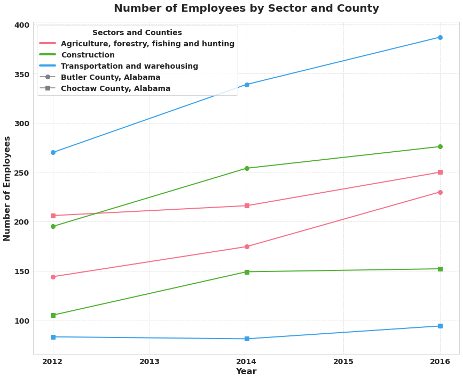 Number of Employees by Sector and County
Sectors and Counties
Agriculture, forestry, fishing and hunting
Construction
Transportation and warehousing
Butler County, Alabama
Choctaw County, Alabama
Number of Employees
400
350
300
250
200
150
100
2012
2013
2014
2015
2016
Year